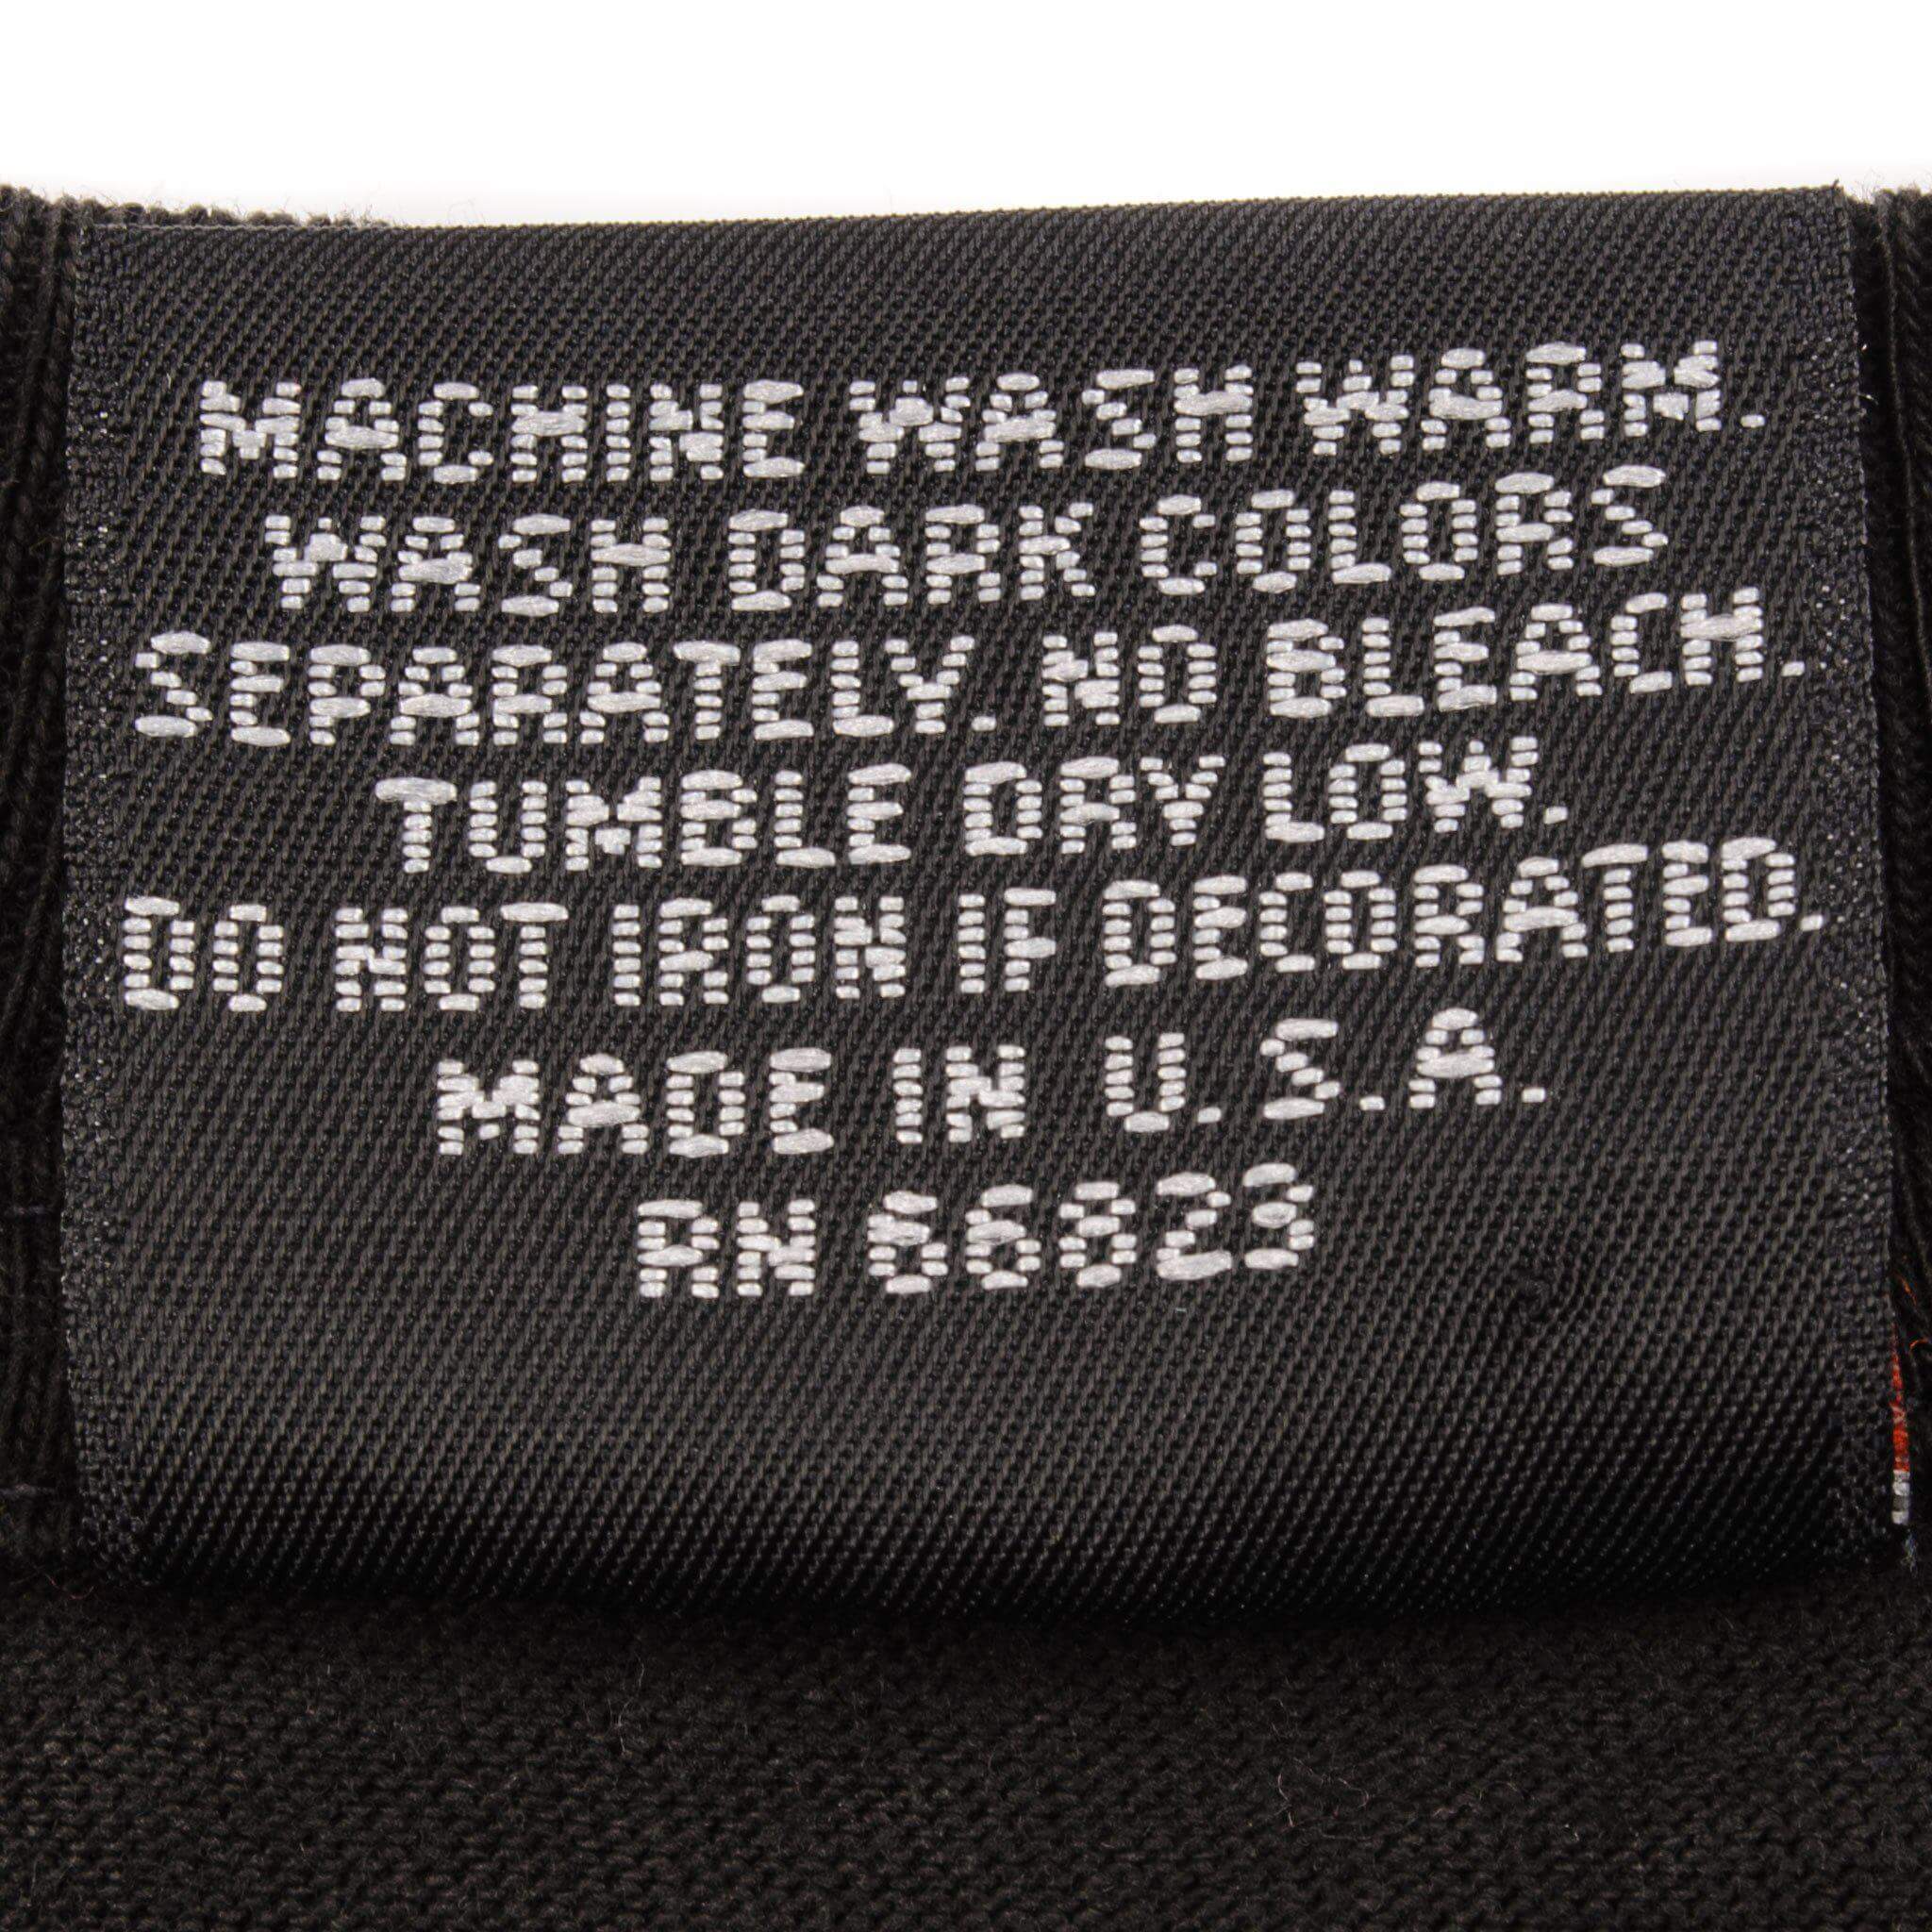 MACHINE WASH WARM.
WASH DARK COLORS
SEPARATELY. NO BLEACH.
TUMBLE DRY LOW.
DO NOT IRON IF DECORATED.
MADE IN U.S.A.
RN 66823